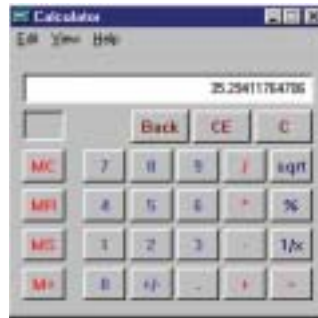 Calculator
Edit View Help
35.29411764706
Back CE C
MC 7 8 9 / sqrt
MR 4 5 6 * %
MS 1 2 3 - 1/x
M+ 0 +/- . + =